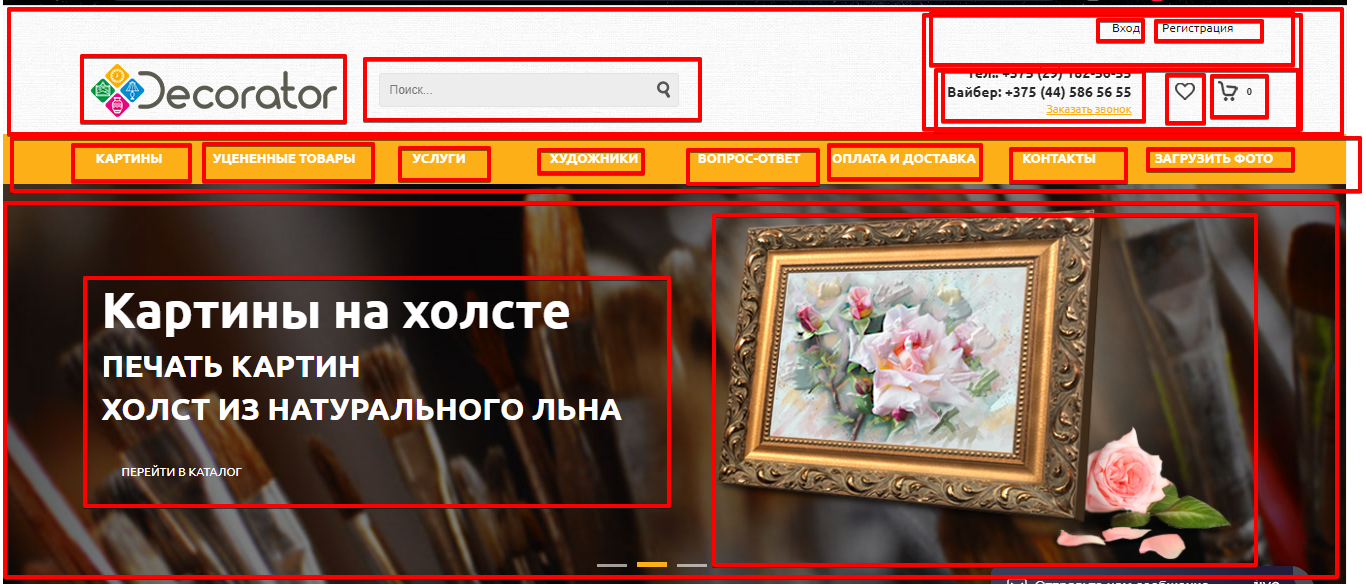 Вход Регистрация
Decorator
Поиск...
Тел.: +375 (29) 162-56-55
Вайбер: +375 (44) 586 56 55
0
Заказать звонок
КАРТИНЫ УЦЕНЕННЫЕ ТОВАРЫ УСЛУГИ ХУДОЖНИКИ ВОПРОС-ОТВЕТ ОПЛАТА И ДОСТАВКА КОНТАКТЫ ЗАГРУЗИТЬ ФОТО
Картины на холсте
ПЕЧАТЬ КАРТИН
ХОЛСТ ИЗ НАТУРАЛЬНОГО ЛЬНА
ПЕРЕЙТИ В КАТАЛОГ